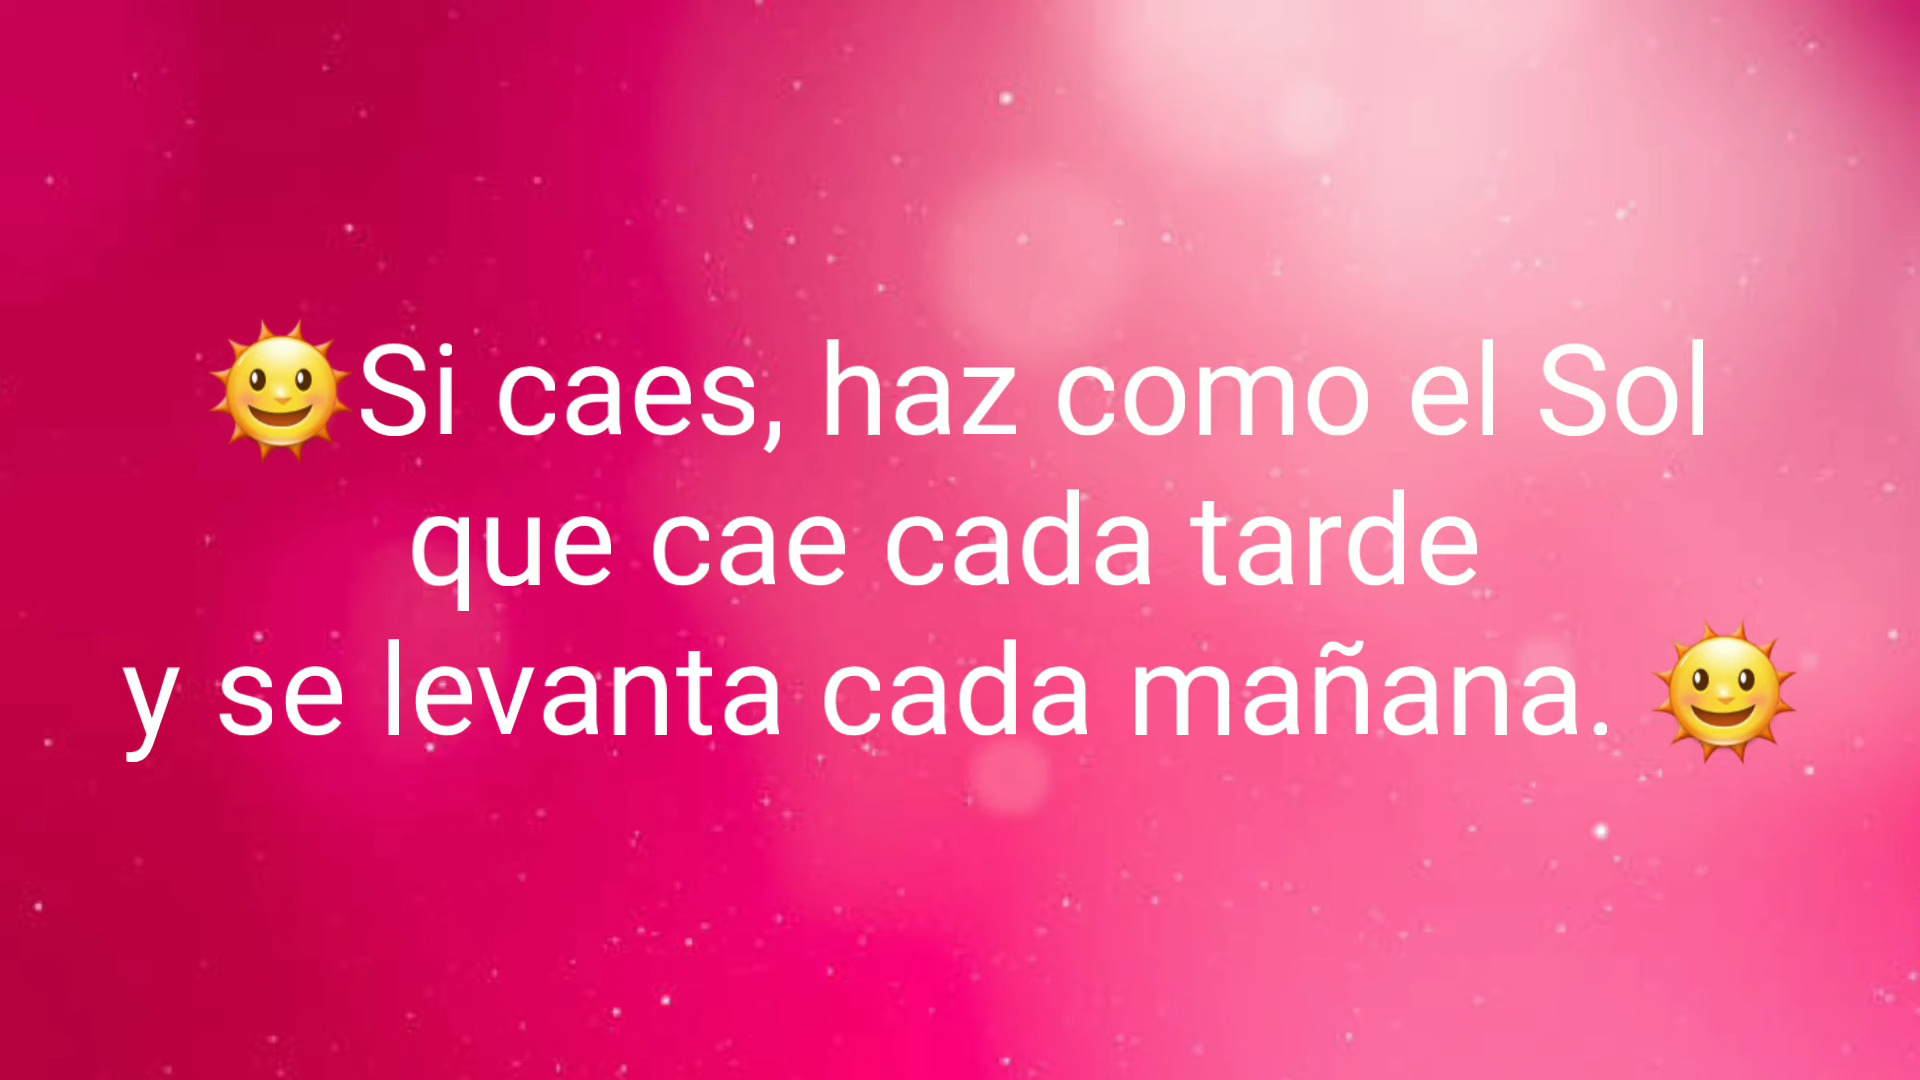 🌞Si caes, haz como el Sol
que cae cada tarde
y se levanta cada mañana. 🌞